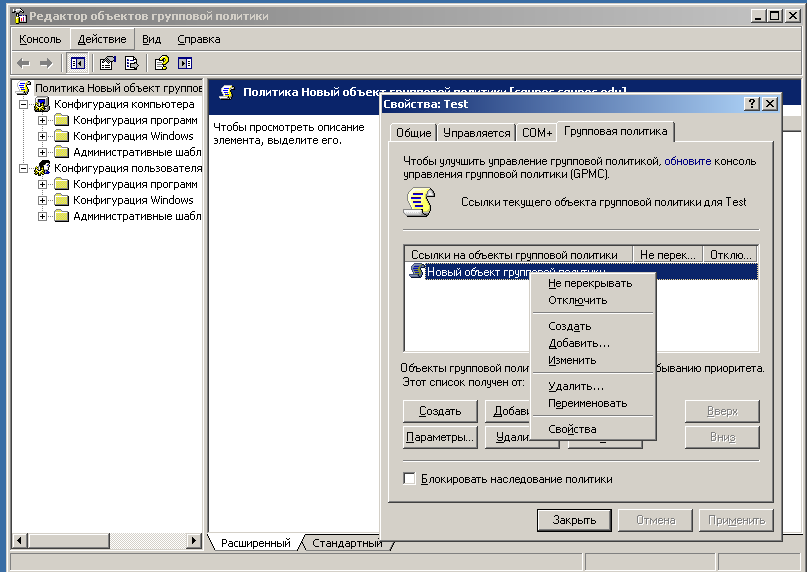 Редактор объектов групповой политики
Консоль Действие Вид Справка
Политика Новый объект группов
Конфигурация компьютера
Конфигурация программ
Конфигурация Windows
Административные шабл
Конфигурация пользователя
Конфигурация программ
Конфигурация Windows
Административные шабл
Политика Новый объект групповой политики
Чтобы просмотреть описание
элемента, выделите его.
Расширенный Стандартный
Свойства: Test
Общие Управляется COM+ Групповая политика
Чтобы улучшить управление групповой политикой, обновите консоль
управления групповой политики (GPMC).
Ссылки текущего объекта групповой политики для Test
Ссылки на объекты групповой политики Не перек... Отклю...
Новый объект групповой политики
Не перекрывать
Отключить
Создать
Добавить...
Изменить
Удалить...
Переименовать
Свойства
Объекты групповой поли быванию приоритета.
Этот список получен от:
Создать Добави Вверх
Параметры... Удали Вниз
Блокировать наследование политики
Закрыть Отмена Применить